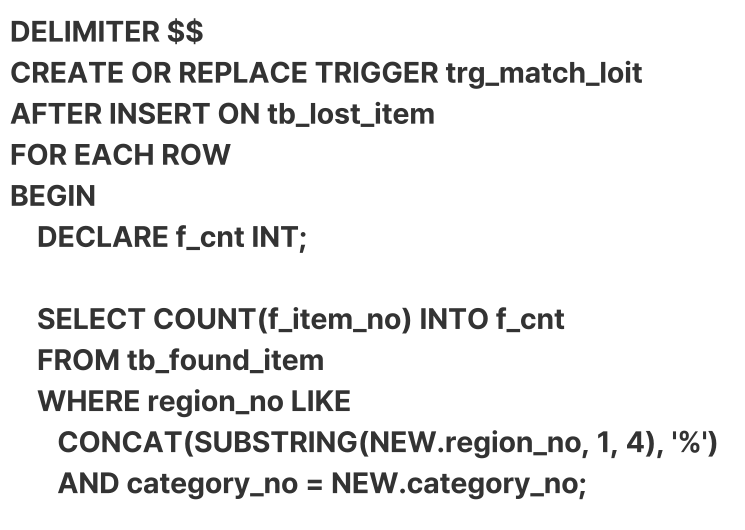 DELIMITER $$
CREATE OR REPLACE TRIGGER trg_match_loit
AFTER INSERT ON tb_lost_item
FOR EACH ROW
BEGIN
DECLARE f_cnt INT;
SELECT COUNT(f_item_no) INTO f_cnt
FROM tb_found_item
WHERE region_no LIKE
CONCAT(SUBSTRING(NEW.region_no, 1, 4), '%')
AND category_no = NEW.category_no;